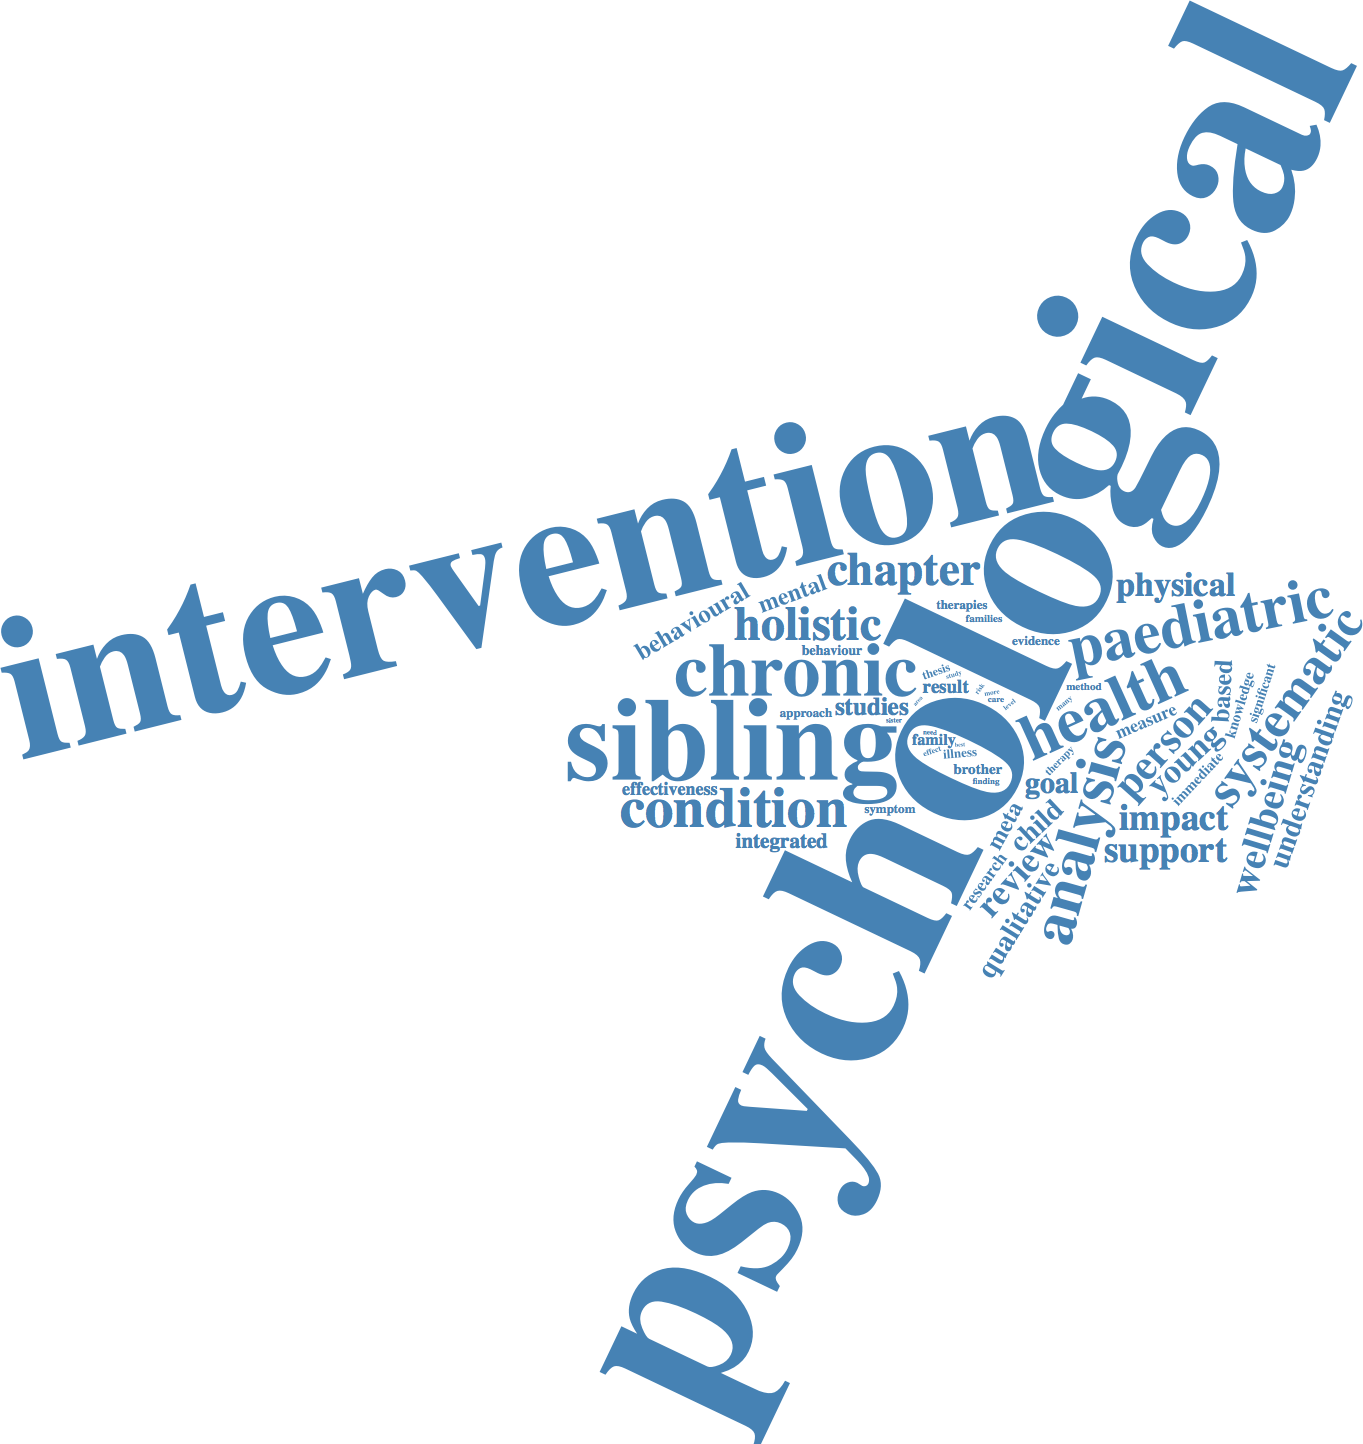 psychological
intervention
chapter
physical
mental
behavioural
holistic
therapies
families
evidence
paediatric
behaviour
chronic
thesis
study
result
risk
more
care
level
area
method
many
health
systematic
based
knowledge
significant
understanding
measure
person
young
immediate
wellbeing
approach
studies
sister
sibling
need
family
best
effect
illness
brother
finding
therapy
goal
analysis
effectiveness
condition
symptom
integrated
meta
child
impact
support
research
review
qualitative